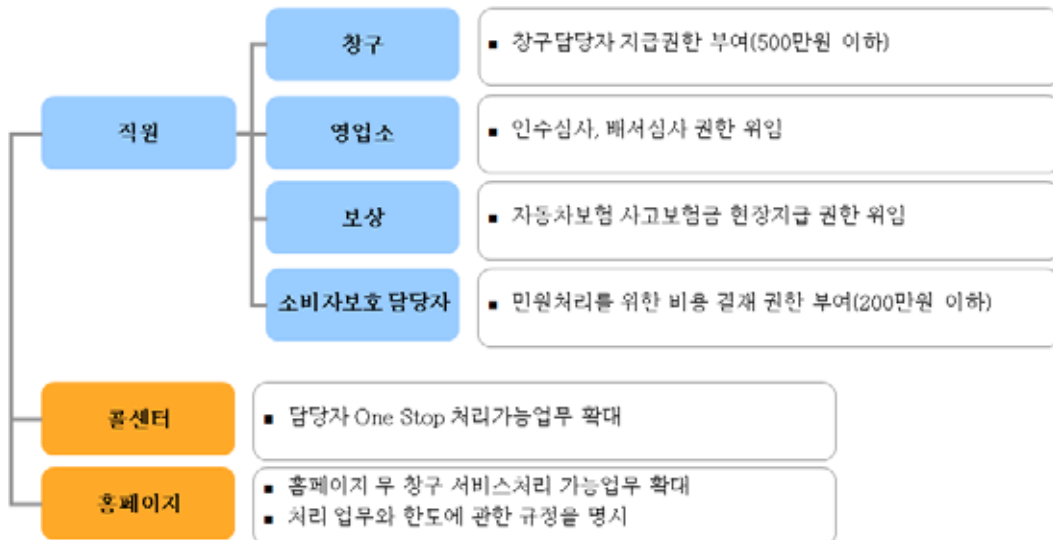 창구
▪ 창구담당자 지급권한 부여(500만원 이하)
직원
영업소
▪ 인수심사, 배서심사 권한 위임
보상
▪ 자동차보험 사고보험금 현장지급 권한 위임
소비자보호 담당자
▪ 민원처리를 위한 비용 결재 권한 부여(200만원 이하)
콜센터
▪ 담당자 One Stop 처리가능업무 확대
홈페이지
▪ 홈페이지 무 창구 서비스처리 가능업무 확대
▪ 처리 업무와 한도에 관한 규정을 명시